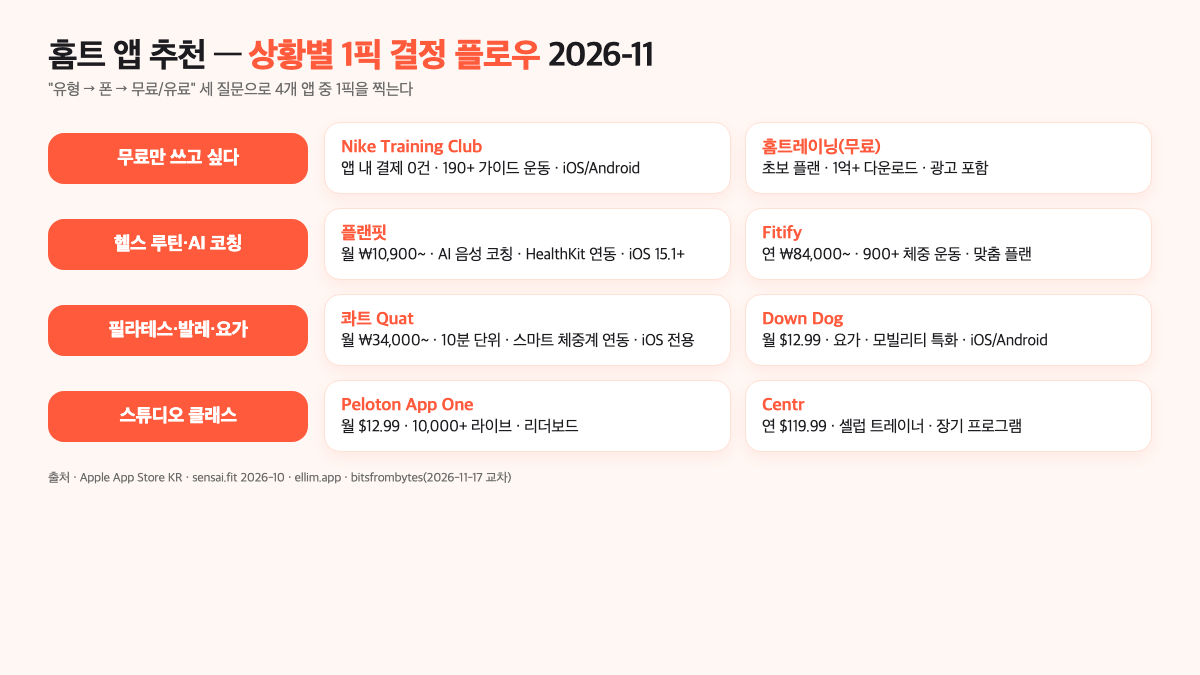 홈트 앱 추천 — 상황별 1픽 결정 플로우 2026-11
"유형 → 폰 → 무료/유료" 세 질문으로 4개 앱 중 1픽을 찍는다
무료만 쓰고 싶다
Nike Training Club
앱 내 결제 0건 · 190+ 가이드 운동 · iOS/Android
홈트레이닝(무료)
초보 플랜 · 1억+ 다운로드 · 광고 포함
헬스 루틴·AI 코칭
플랜핏
월 ₩10,900~ · AI 음성 코칭 · HealthKit 연동 · iOS 15.1+
Fitify
연 ₩84,000~ · 900+ 체중 운동 · 맞춤 플랜
필라테스·발레·요가
콰트 Quat
월 ₩34,000~ · 10분 단위 · 스마트 체중계 연동 · iOS 전용
Down Dog
월 $12.99 · 요가 · 모빌리티 특화 · iOS/Android
스튜디오 클래스
Peloton App One
월 $12.99 · 10,000+ 라이브 · 리더보드
Centr
연 $119.99 · 셀럽 트레이너 · 장기 프로그램
출처 · Apple App Store KR · sensai.fit 2026-10 · ellim.app · bitsfrombytes(2026-11-17 교차)